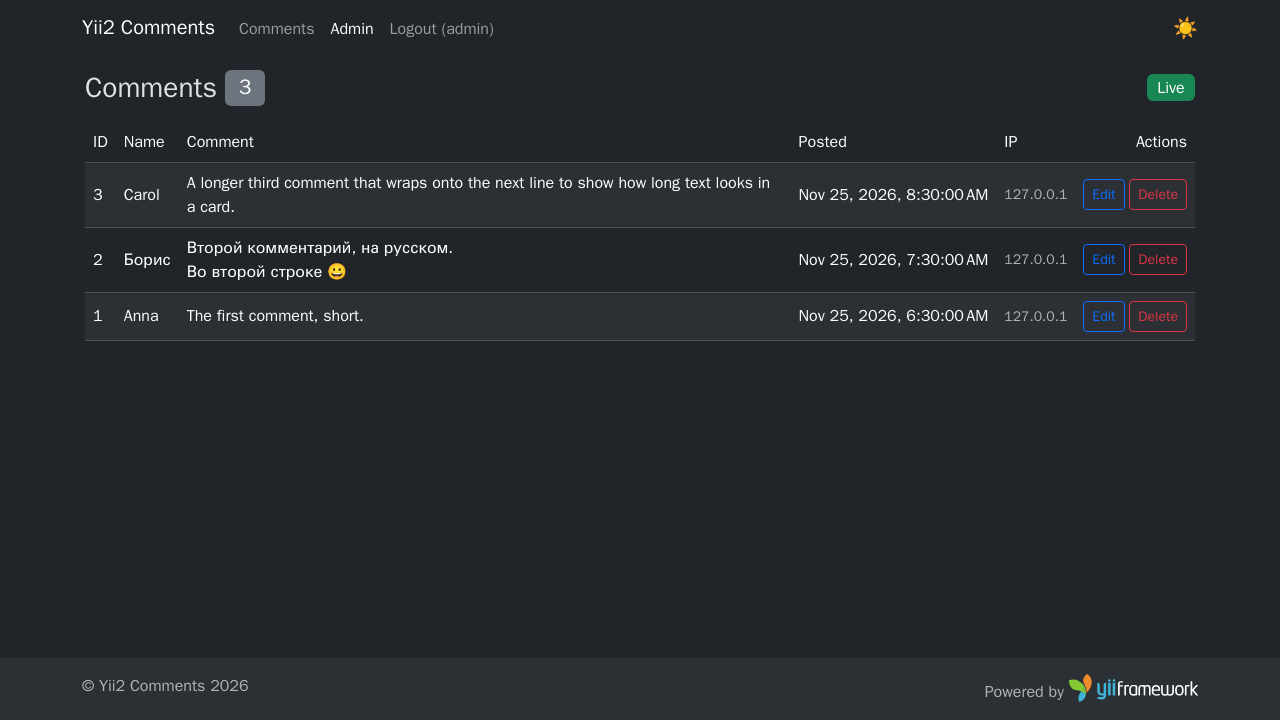 Yii2 Comments Comments Admin Logout (admin) ☀️
Comments 3 Live
ID Name Comment Posted IP Actions
3 Carol A longer third comment that wraps onto the next line to show how long text looks in a card. Nov 25, 2026, 8:30:00 AM 127.0.0.1 Edit Delete
2 Борис Второй комментарий, на русском.
Во второй строке 😀 Nov 25, 2026, 7:30:00 AM 127.0.0.1 Edit Delete
1 Anna The first comment, short. Nov 25, 2026, 6:30:00 AM 127.0.0.1 Edit Delete
© Yii2 Comments 2026 Powered by yiiframework